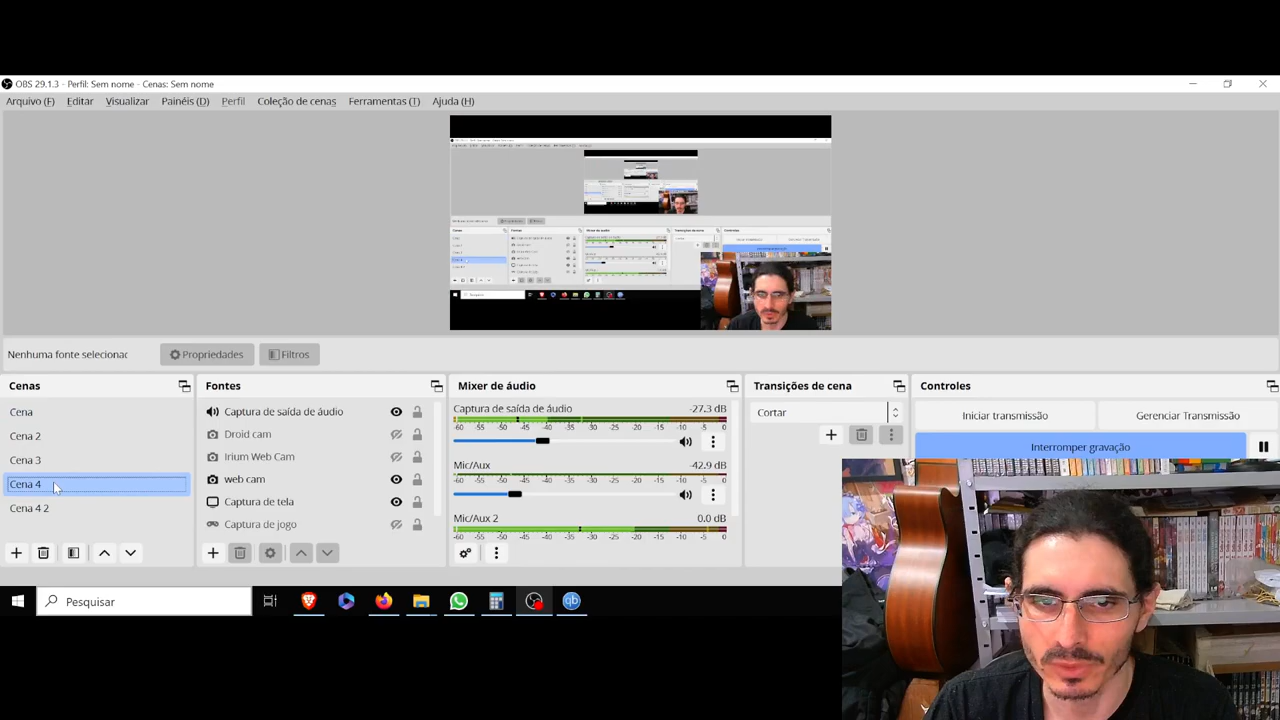 OBS 29.1.3 - Perfil: Sem nome - Cenas: Sem nome
Arquivo (F) Editar Visualizar Painéis (D) Perfil Coleção de cenas Ferramentas (T) Ajuda (H)
Nenhuma fonte selecionac Propriedades Filtros
Cenas
Cena
Cena 2
Cena 3
Cena 4
Cena 4 2
Fontes
Captura de saída de áudio
Droid cam
Irium Web Cam
web cam
Captura de tela
Captura de jogo
Mixer de áudio
Captura de saída de áudio -27.3 dB
-60 -55 -50 -45 -40 -35 -30 -25 -20 -15 -10 -5 0
Mic/Aux -42.9 dB
-60 -55 -50 -45 -40 -35 -30 -25 -20 -15 -10 -5 0
Mic/Aux 2 0.0 dB
-60 -55 -50 -45 -40 -35 -30 -25 -20 -15 -10 -5 0
Transições de cena
Cortar
Controles
Iniciar transmissão Gerenciar Transmissão
Interromper gravação
Pesquisar
qb